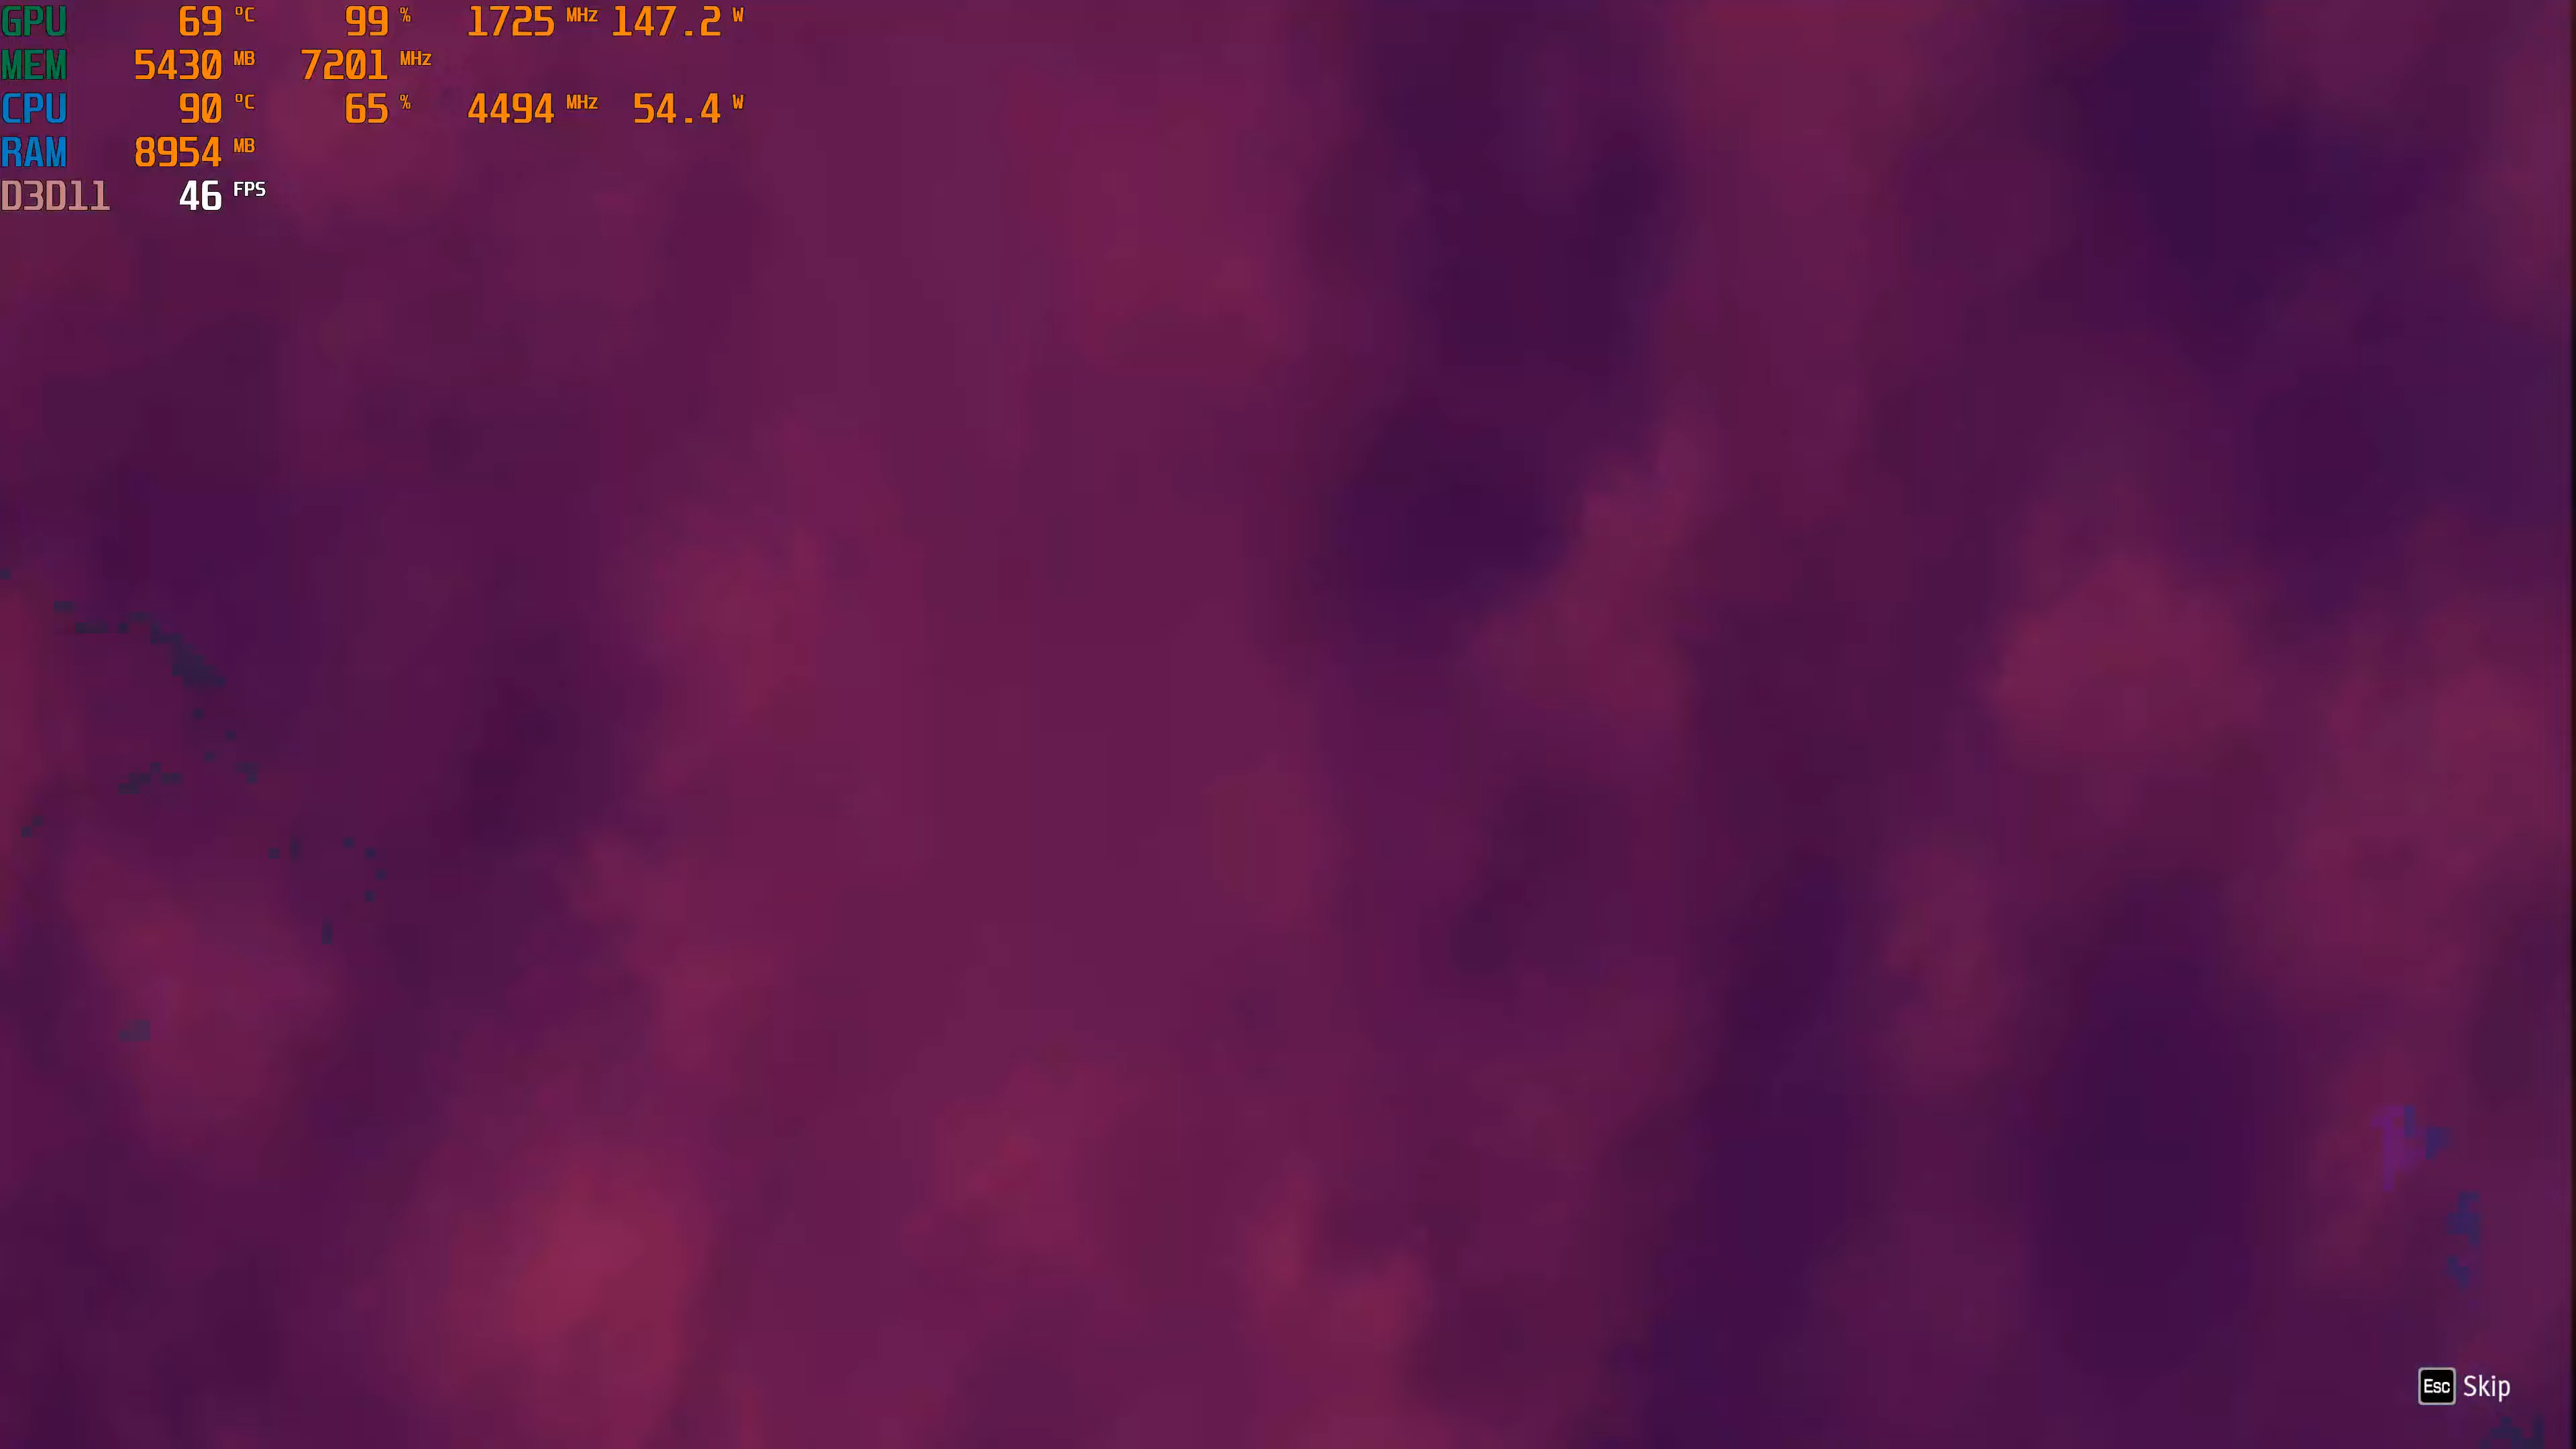 GPU 69 °C 99 % 1725 MHz 147.2 W
MEM 5430 MB 7201 MHz
CPU 90 °C 65 % 4494 MHz 54.4 W
RAM 8954 MB
D3D11 46 FPS
Esc Skip